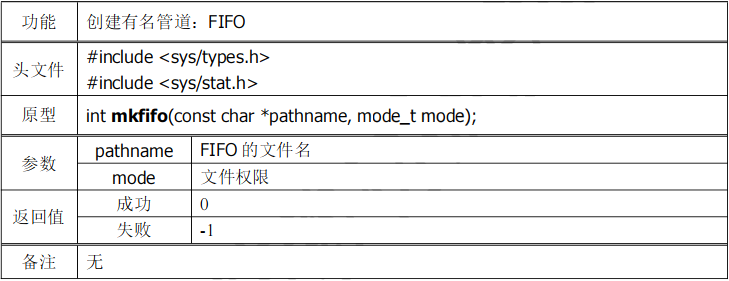 功能 创建有名管道：FIFO
头文件 #include <sys/types.h>
#include <sys/stat.h>
原型 int mkfifo(const char *pathname, mode_t mode);
参数 pathname FIFO 的文件名
mode 文件权限
返回值 成功 0
失败 -1
备注 无